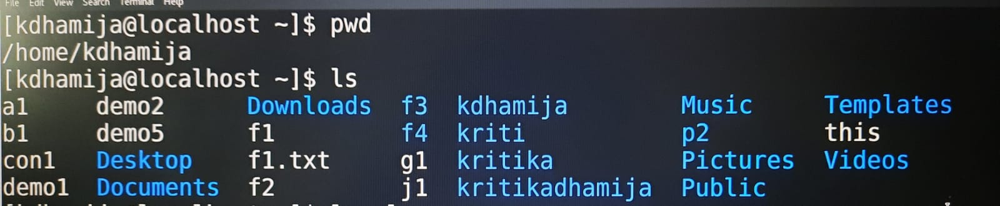 File Edit View Search Terminal Help
[kdhamija@localhost ~]$ pwd
/home/kdhamija
[kdhamija@localhost ~]$ ls
a1 demo2 Downloads f3 kdhamija Music Templates
b1 demo5 f1 f4 kriti p2 this
con1 Desktop f1.txt g1 kritika Pictures Videos
demo1 Documents f2 j1 kritikadhamija Public